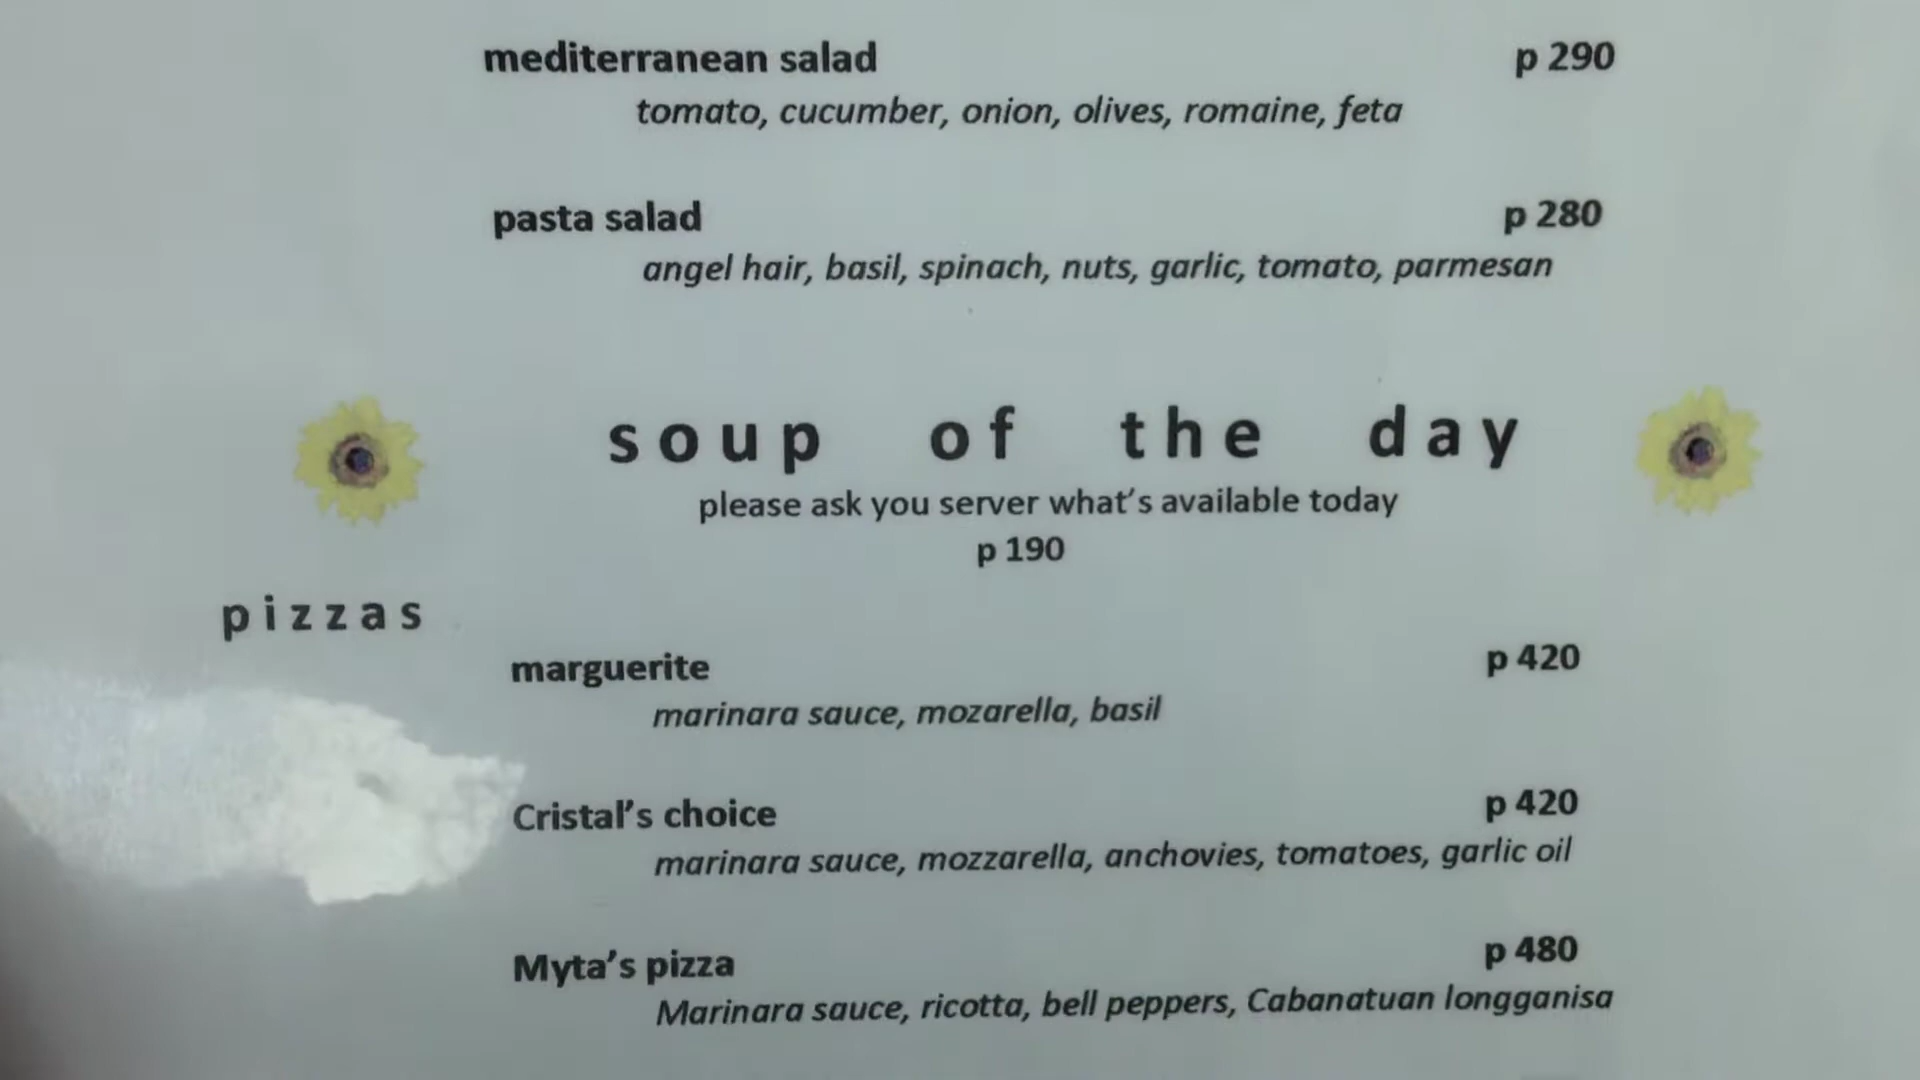 mediterranean salad p 290
tomato, cucumber, onion, olives, romaine, feta
pasta salad p 280
angel hair, basil, spinach, nuts, garlic, tomato, parmesan
soup of the day
please ask you server what's available today
p 190
pizzas
marguerite p 420
marinara sauce, mozarella, basil
Cristal's choice p 420
marinara sauce, mozzarella, anchovies, tomatoes, garlic oil
Myta's pizza p 480
Marinara sauce, ricotta, bell peppers, Cabanatuan longganisa